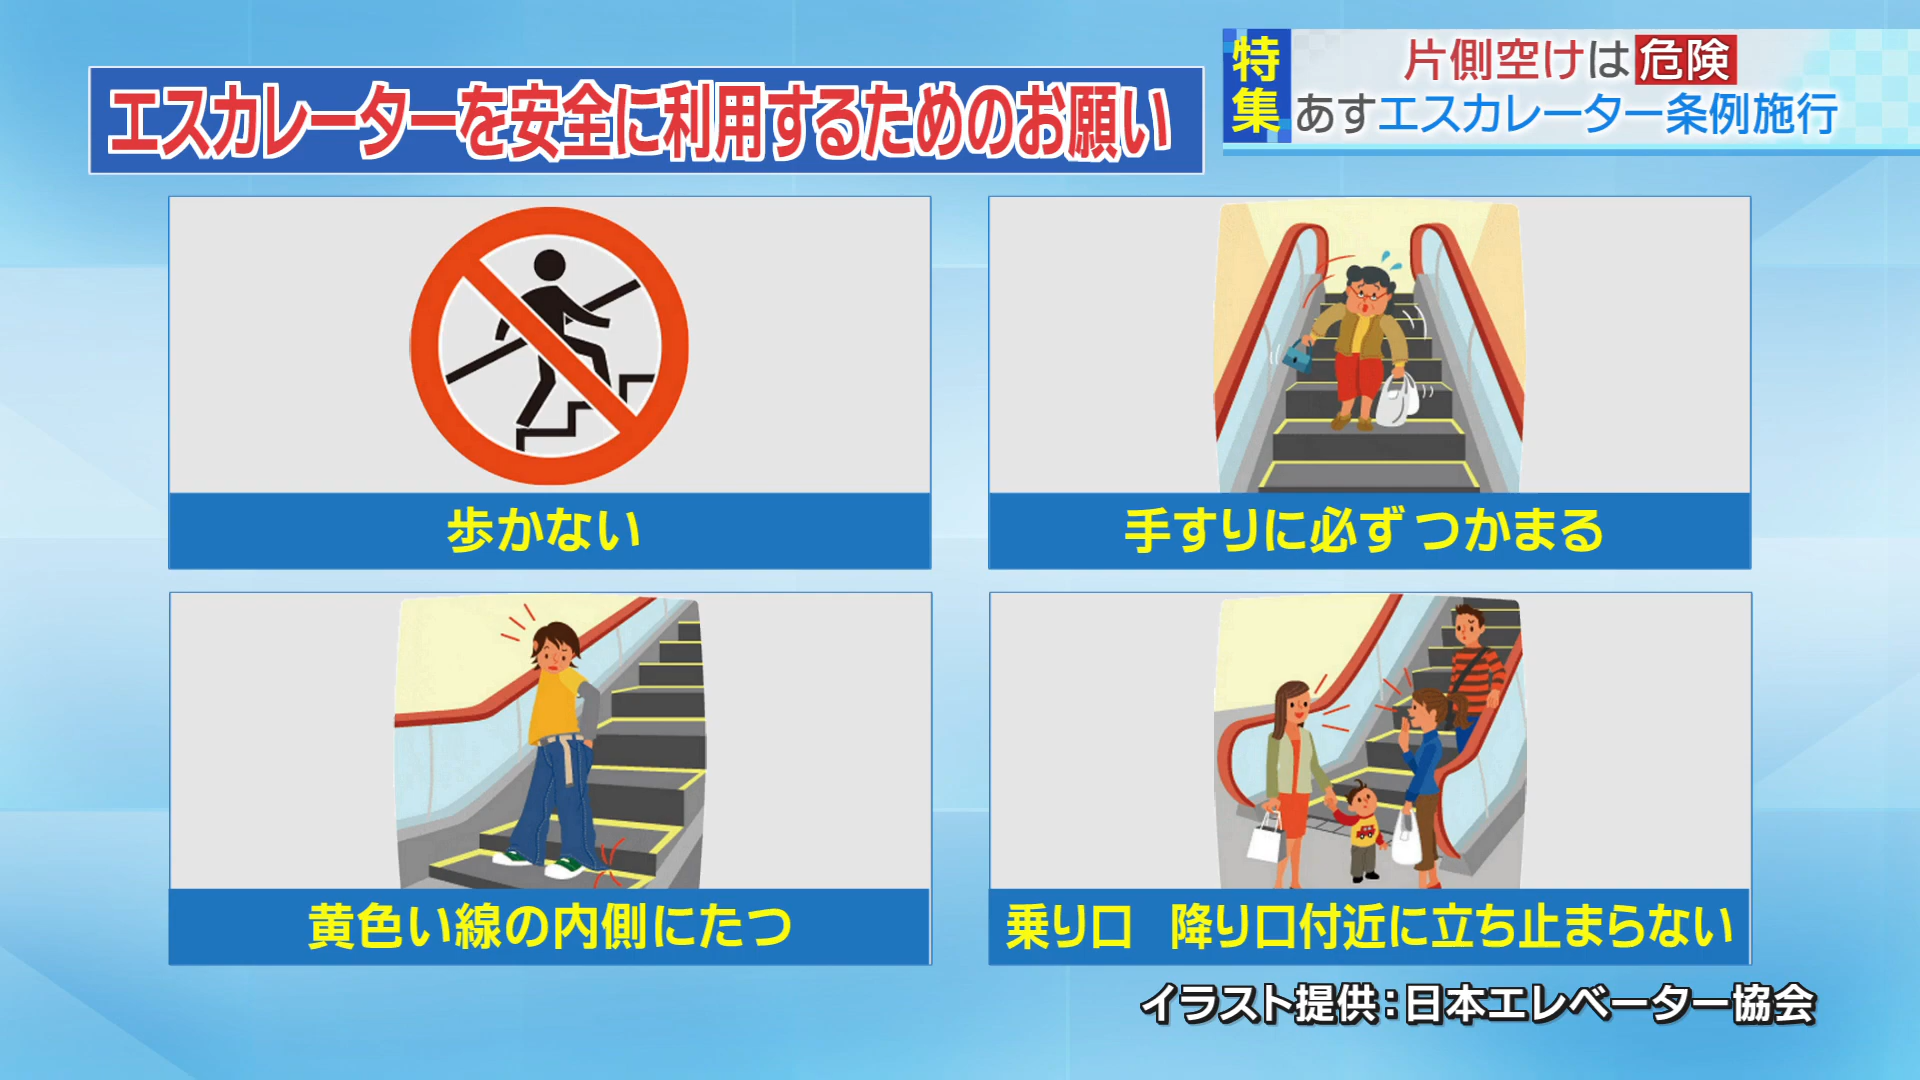 エスカレーターを安全に利用するためのお願い
特集
片側空けは危険
あすエスカレーター条例施行
歩かない
手すりに必ず つかまる
黄色い線の内側にたつ
乗り口　降り口付近に立ち止まらない
イラスト提供：日本エレベーター協会